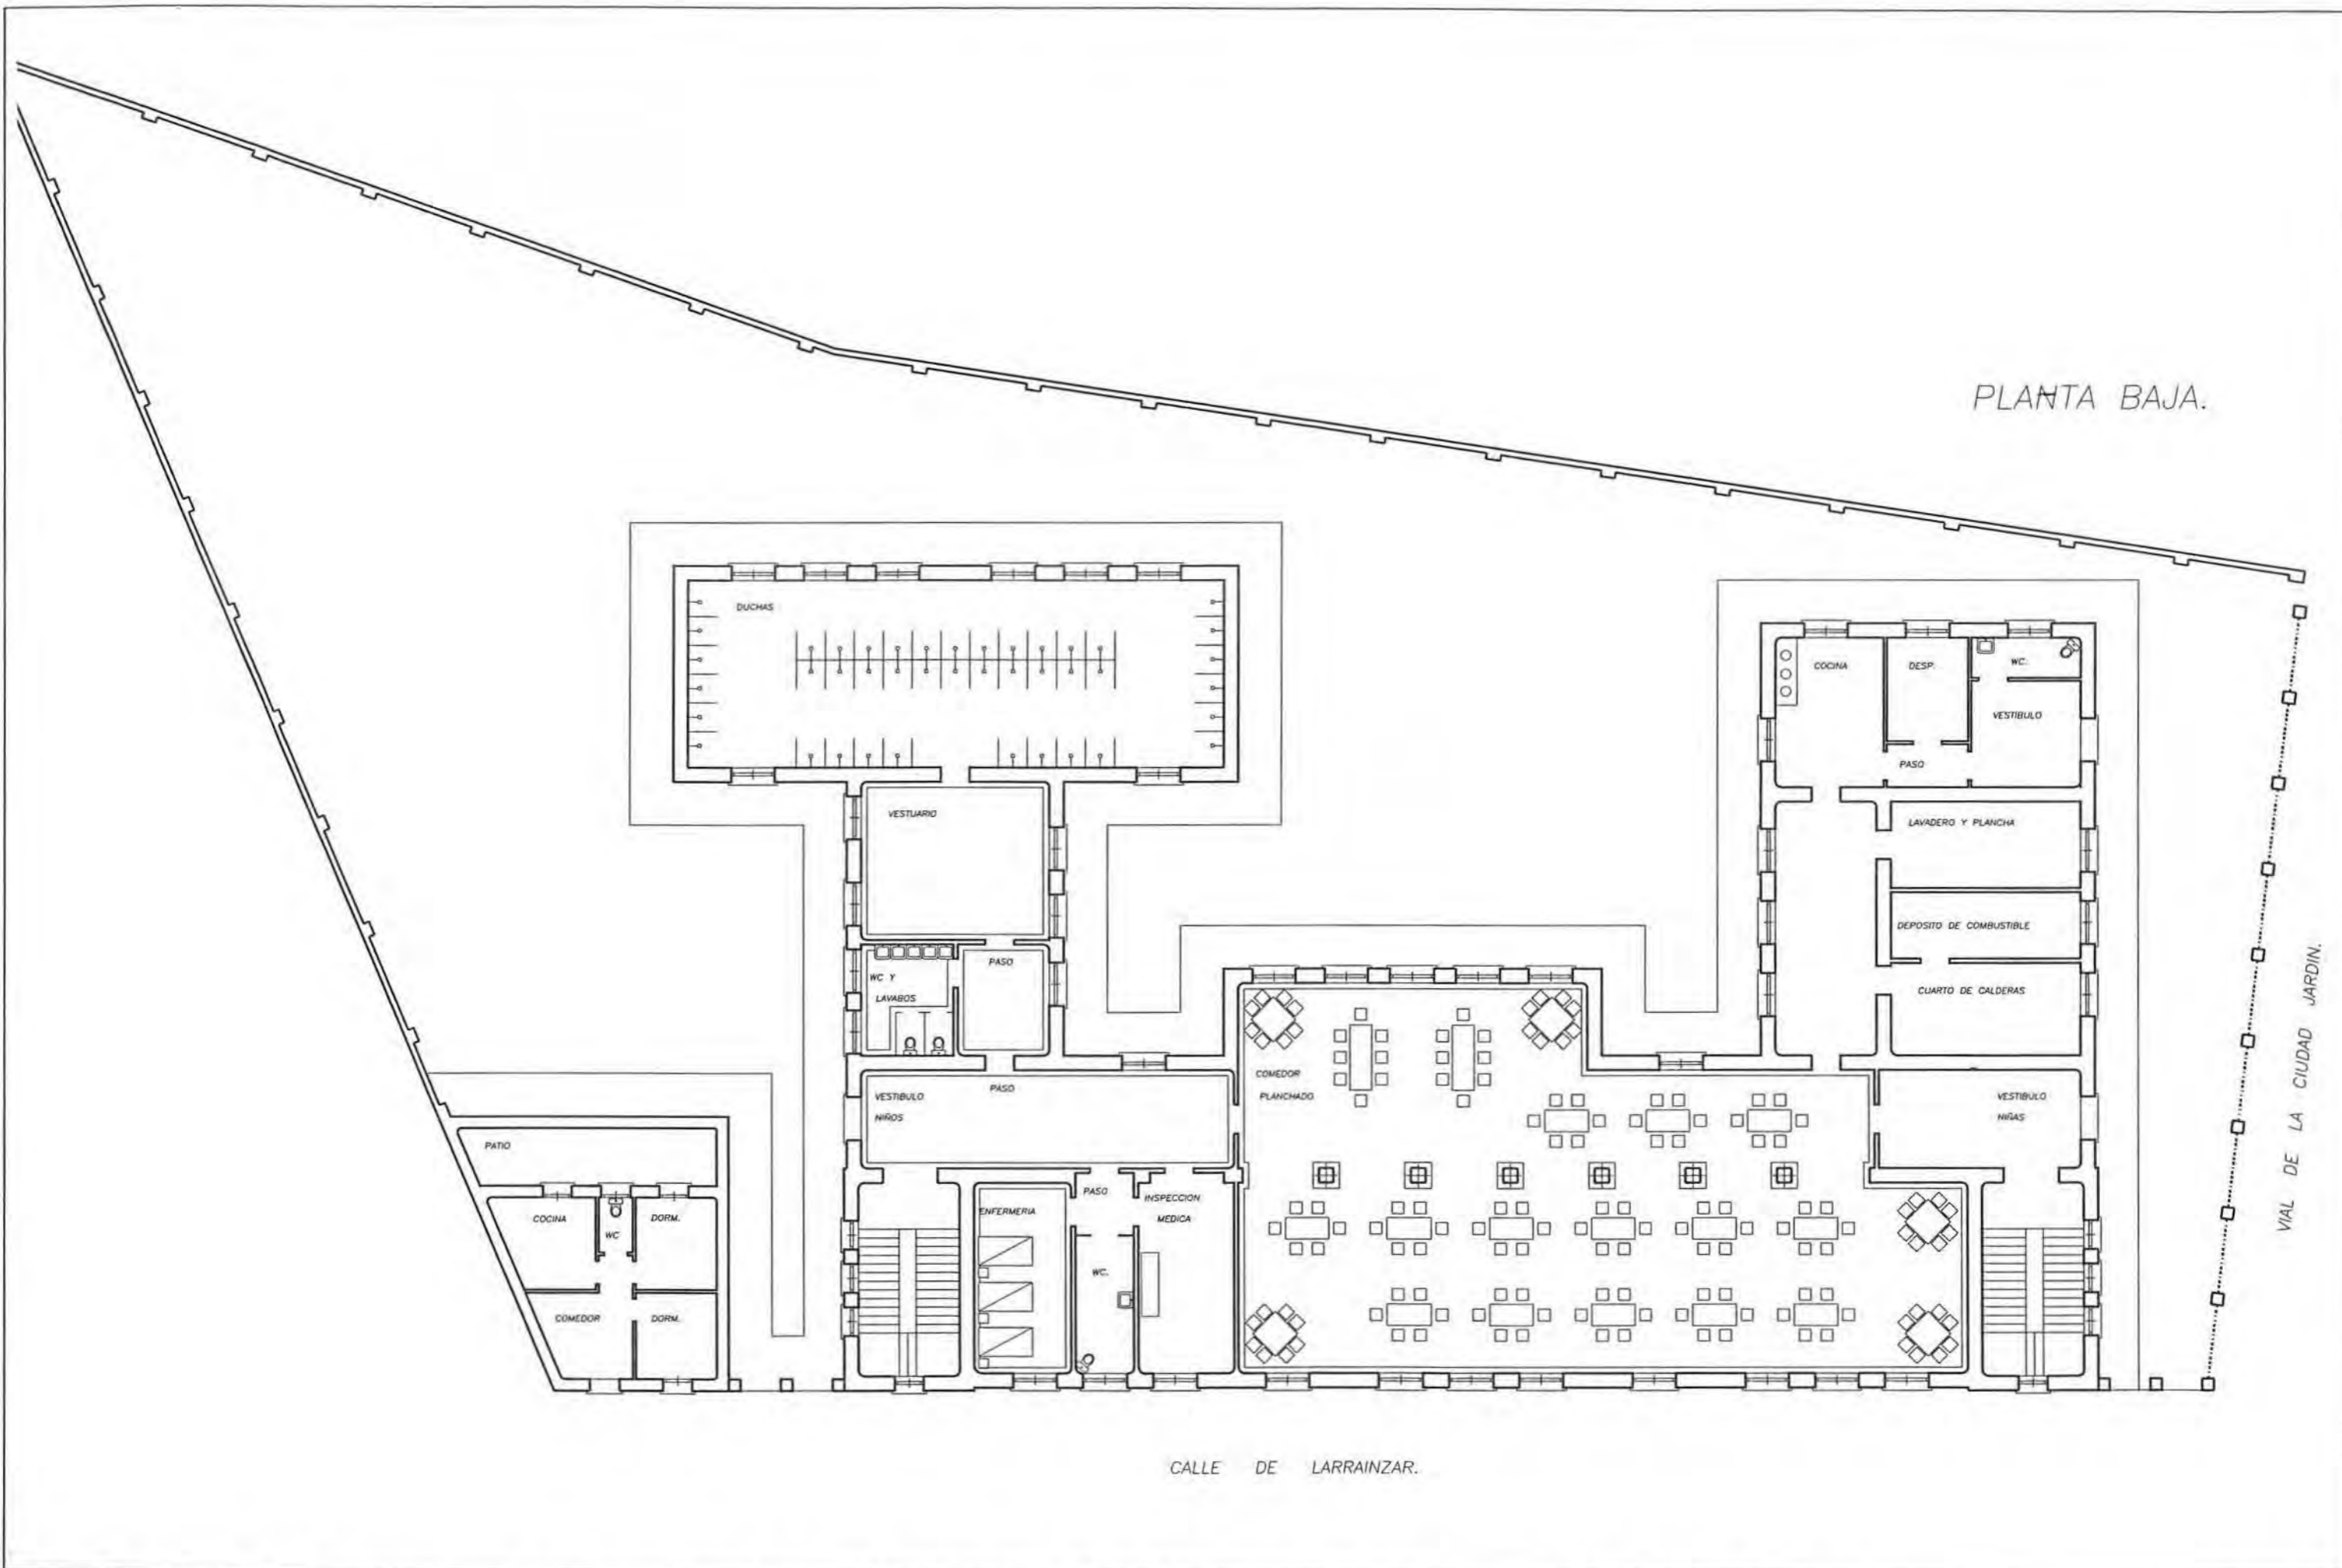 PLANTA BAJA.
DUCHAS
COCINA
DESP.
WC.
VESTIBULO
PASO
VESTUARIO
LAVADERO Y PLANCHA
DEPOSITO DE COMBUSTIBLE
CUARTO DE CALDERAS
WC Y
LAVABOS
PASO
VIAL DE LA CIUDAD JARDIN.
COMEDOR
PLANCHADO
PASO
VESTIBULO
NIÑOS
VESTIBULO
NIÑAS
PATIO
COCINA
WC
DORM.
COMEDOR
DORM.
ENFERMERIA
PASO
INSPECCION
MEDICA
WC.
CALLE DE LARRAINZAR.